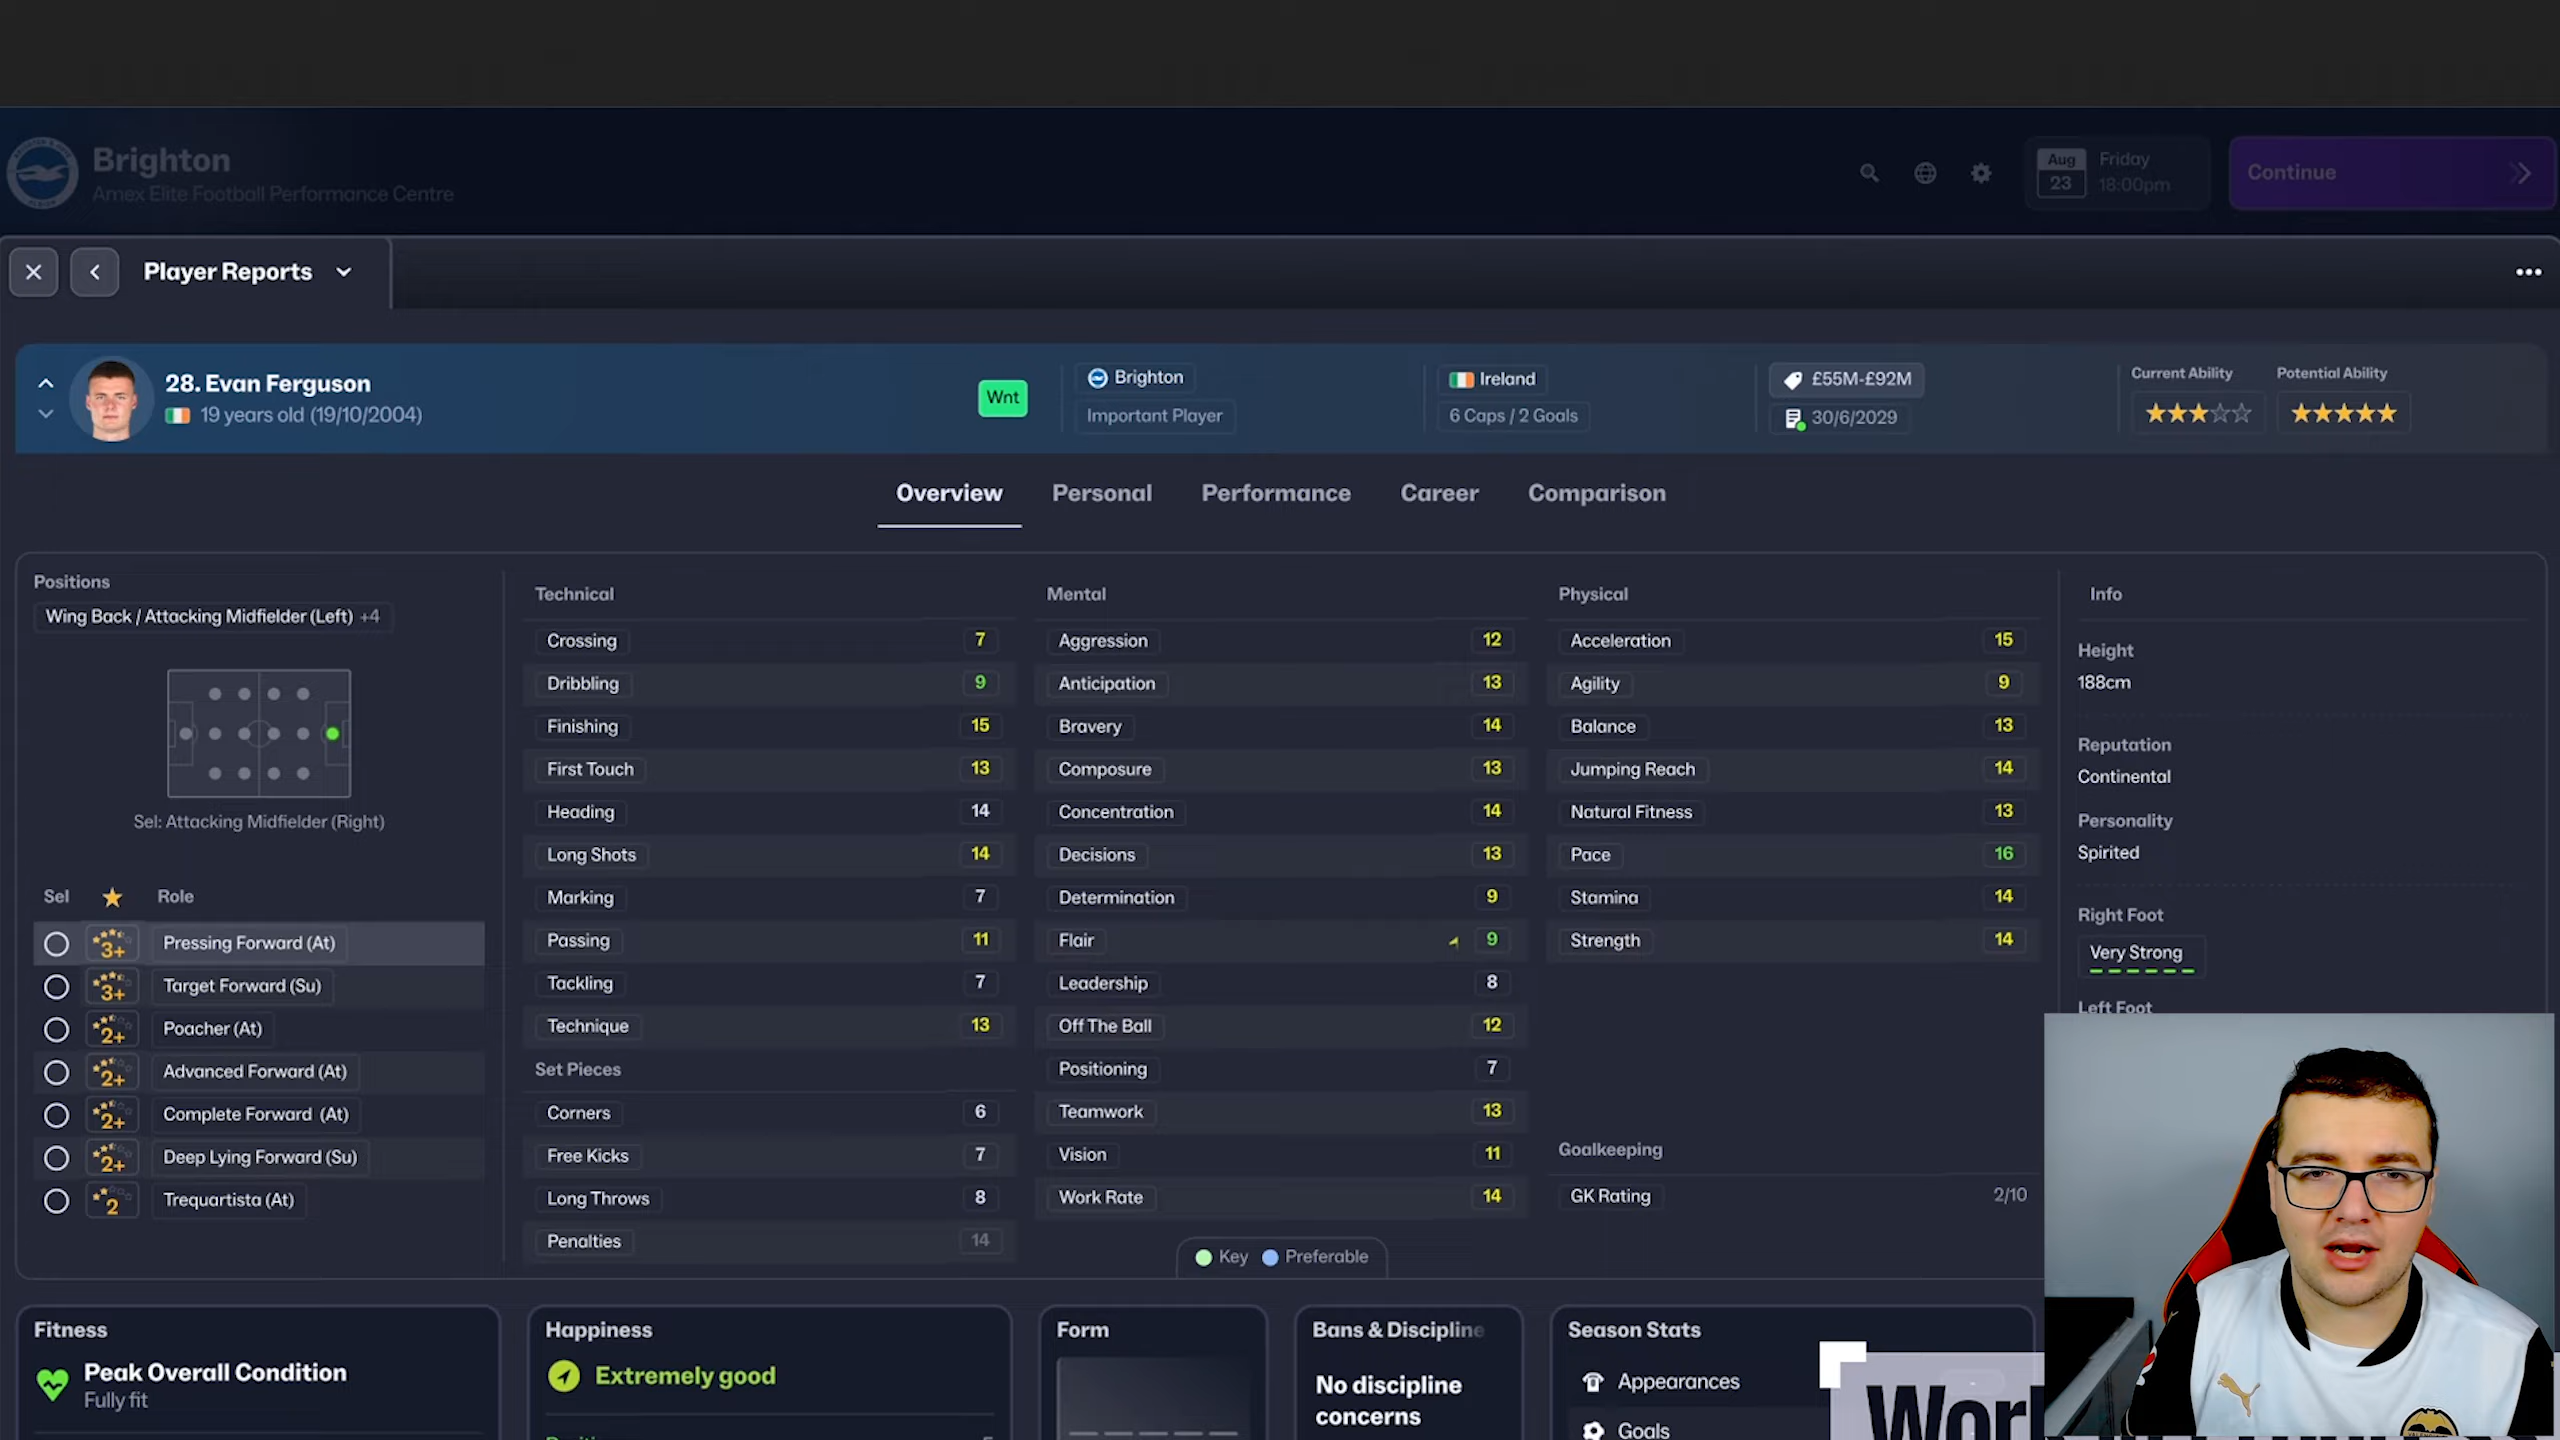 Brighton
Amex Elite Football Performance Centre
Aug
23
Friday
18:00pm
Continue
Player Reports
28. Evan Ferguson
19 years old (19/10/2004)
Wnt
Brighton
Important Player
Ireland
6 Caps / 2 Goals
£55M-£92M
30/6/2029
Current Ability
Potential Ability
Overview
Personal
Performance
Career
Comparison
Positions
Wing Back / Attacking Midfielder (Left) +4
Sel: Attacking Midfielder (Right)
Sel Role
3+ Pressing Forward (At)
3+ Target Forward (Su)
2+ Poacher (At)
2+ Advanced Forward (At)
2+ Complete Forward (At)
2+ Deep Lying Forward (Su)
2 Trequartista (At)
Technical
Crossing 7
Dribbling 9
Finishing 15
First Touch 13
Heading 14
Long Shots 14
Marking 7
Passing 11
Tackling 7
Technique 13
Set Pieces
Corners 6
Free Kicks 7
Long Throws 8
Penalties 14
Mental
Aggression 12
Anticipation 13
Bravery 14
Composure 13
Concentration 14
Decisions 13
Determination 9
Flair 9
Leadership 8
Off The Ball 12
Positioning 7
Teamwork 13
Vision 11
Work Rate 14
Key Preferable
Physical
Acceleration 15
Agility 9
Balance 13
Jumping Reach 14
Natural Fitness 13
Pace 16
Stamina 14
Strength 14
Goalkeeping
GK Rating 2/10
Info
Height
188cm
Reputation
Continental
Personality
Spirited
Right Foot
Very Strong
Left Foot
Fitness
Peak Overall Condition
Fully fit
Happiness
Extremely good
Form
Bans & Discipline
No discipline
concerns
Season Stats
Appearances
Goals